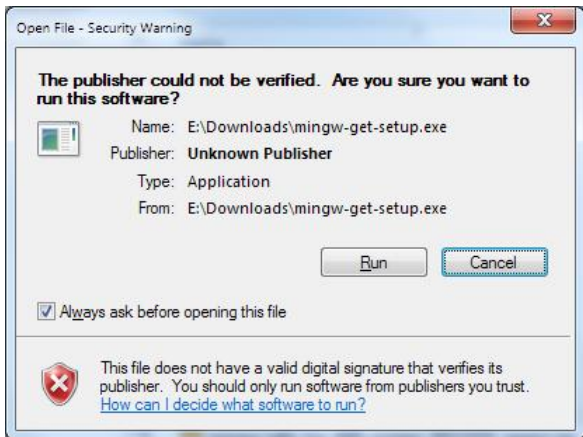 Open File - Security Warning
The publisher could not be verified. Are you sure you want to
run this software?
Name: E:\Downloads\mingw-get-setup.exe
Publisher: Unknown Publisher
Type: Application
From: E:\Downloads\mingw-get-setup.exe
Run Cancel
Always ask before opening this file
This file does not have a valid digital signature that verifies its
publisher. You should only run software from publishers you trust.
How can I decide what software to run?